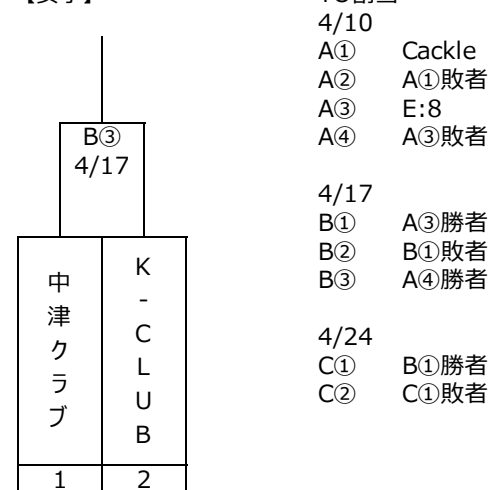 4/10
A① Cackle
A② A①敗者
A③ E:8
A④ A③敗者
4/17
B① A③勝者
B② B①敗者
B③ A④勝者
4/24
C① B①勝者
C② C①敗者
B③
4/17
中津クラブ
K-CLUB
1 2